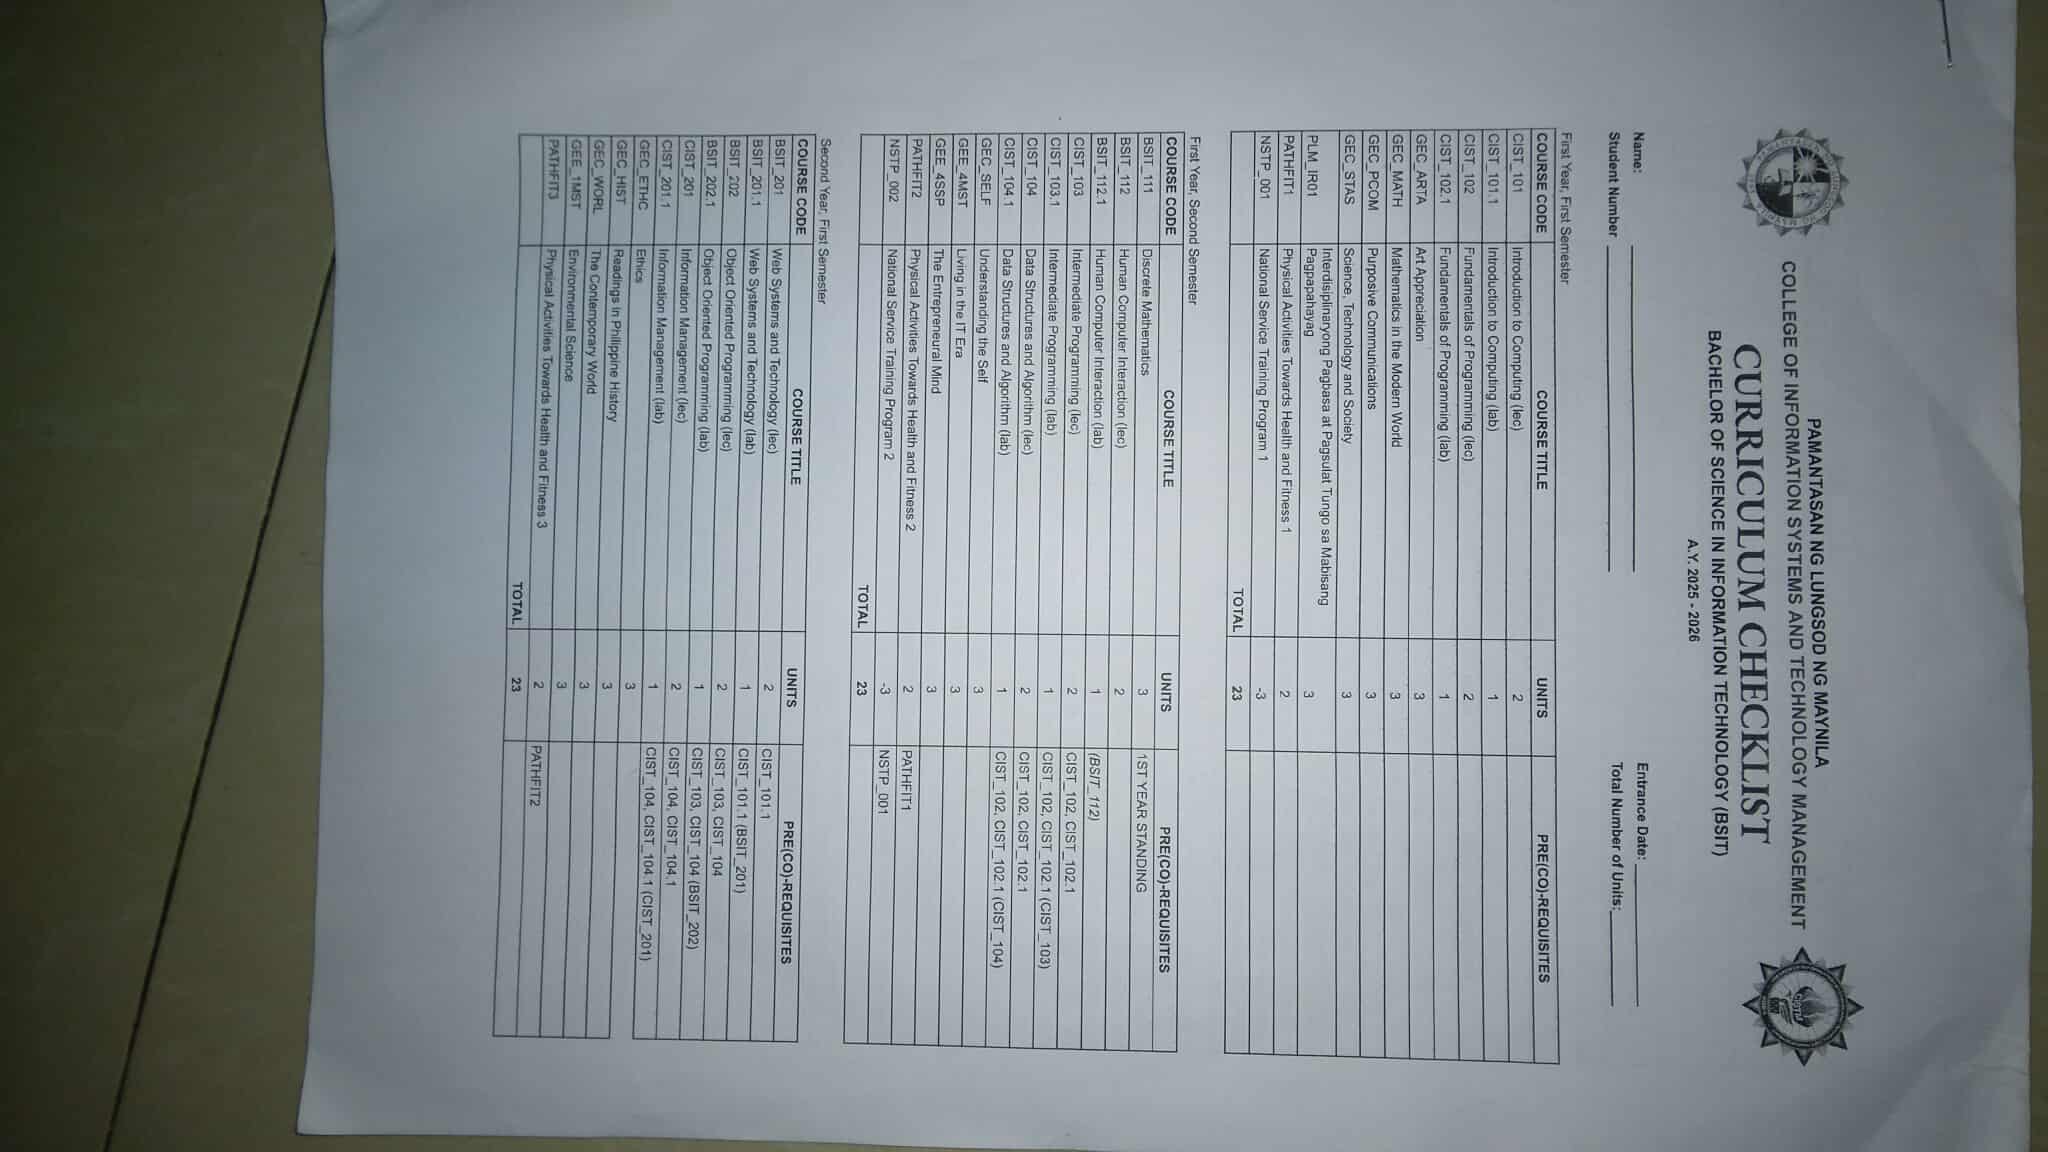 PAMANTASAN NG LUNGSOD NG MAYNILA
COLLEGE OF INFORMATION SYSTEMS AND TECHNOLOGY MANAGEMENT
CURRICULUM CHECKLIST
BACHELOR OF SCIENCE IN INFORMATION TECHNOLOGY (BSIT)
A.Y. 2025 - 2026
CISTM
Name: Entrance Date:
Student Number Total Number of Units:
First Year, First Semester
COURSE CODE COURSE TITLE UNITS PRE(CO)-REQUISITES
CIST_101 Introduction to Computing (lec) 2
CIST_101.1 Introduction to Computing (lab) 1
CIST_102 Fundamentals of Programming (lec) 2
CIST_102.1 Fundamentals of Programming (lab) 1
GEC_ARTA Art Appreciation 3
GEC_MATH Mathematics in the Modern World 3
GEC_PCOM Purposive Communications 3
GEC_STAS Science, Technology and Society 3
Interdisiplinaryong Pagbasa at Pagsulat Tungo sa Mabisang
PLM_IR01 Pagpapahayag 3
PATHFIT1 Physical Activities Towards Health and Fitness 1 2
NSTP_001 National Service Training Program 1 -3
TOTAL 23
First Year, Second Semester
COURSE CODE COURSE TITLE UNITS PRE(CO)-REQUISITES
BSIT_111 Discrete Mathematics 3 1ST YEAR STANDING
BSIT_112 Human Computer Interaction (lec) 2
BSIT_112.1 Human Computer Interaction (lab) 1 (BSIT_112)
CIST_103 Intermediate Programming (lec) 2 CIST_102, CIST_102.1
CIST_103.1 Intermediate Programming (lab) 1 CIST_102, CIST_102.1 (CIST_103)
CIST_104 Data Structures and Algorithm (lec) 2 CIST_102, CIST_102.1
CIST_104.1 Data Structures and Algorithm (lab) 1 CIST_102, CIST_102.1 (CIST_104)
GEC_SELF Understanding the Self 3
GEE_4MST Living in the IT Era 3
GEE_4SSP The Entrepreneural Mind 3
PATHFIT2 Physical Activities Towards Health and Fitness 2 2 PATHFIT1
NSTP_002 National Service Training Program 2 -3 NSTP_001
TOTAL 23
Second Year, First Semester
COURSE CODE COURSE TITLE UNITS PRE(CO)-REQUISITES
BSIT_201 Web Systems and Technology (lec) 2 CIST_101.1
BSIT_201.1 Web Systems and Technology (lab) 1 CIST_101.1 (BSIT_201)
BSIT_202 Object Oriented Programming (lec) 2 CIST_103, CIST_104
BSIT_202.1 Object Oriented Programming (lab) 1 CIST_103, CIST_104 (BSIT_202)
CIST_201 Information Management (lec) 2 CIST_104, CIST_104.1
CIST_201.1 Information Management (lab) 1 CIST_104, CIST_104.1 (CIST_201)
GEC_ETHC Ethics 3
GEC_HIST Readings in Philippine History 3
GEC_WORL The Contemporary World 3
GEE_1MST Environmental Science 3
PATHFIT3 Physical Activities Towards Health and Fitness 3 2 PATHFIT2
TOTAL 23